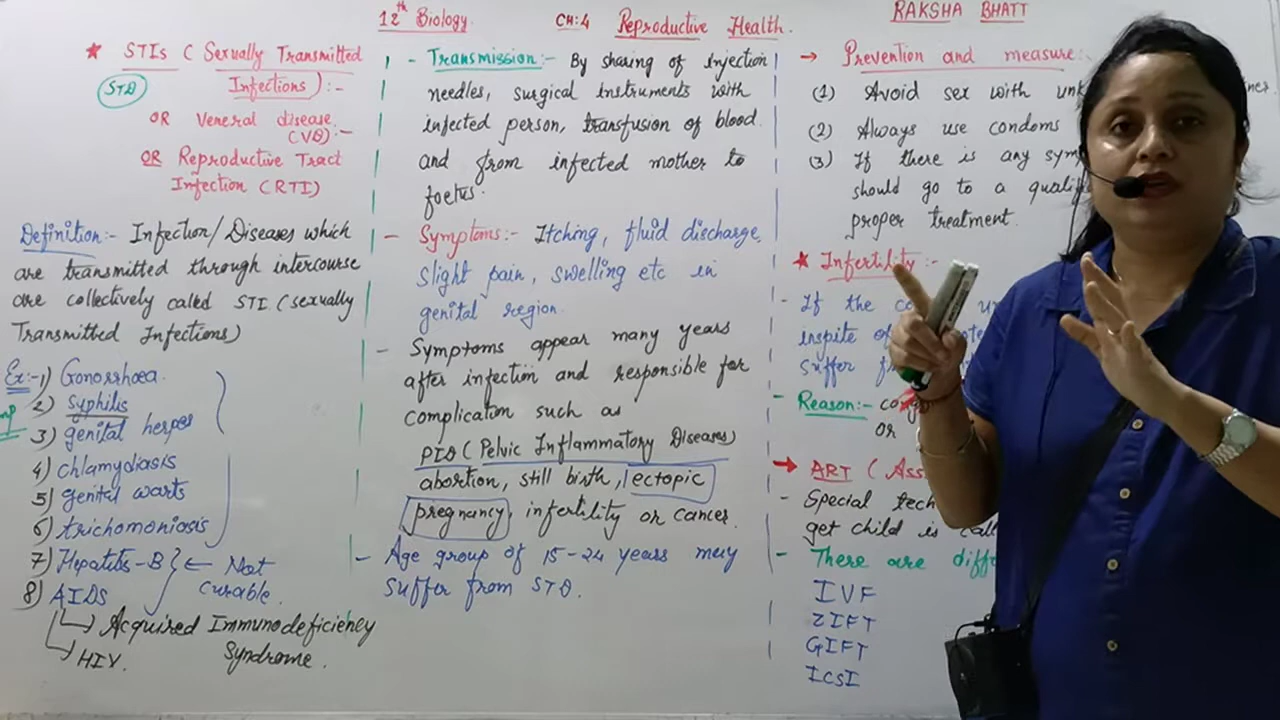 12th Biology
CH:4 Reproductive Health.
RAKSHA BHATT
★ STIs ( Sexually Transmitted
STD
Infections ) :-
OR Veneral disease
(VD) :-
OR Reproductive Tract
Infection (RTI)
Definition:- Infection/Diseases which
are transmitted through intercourse
are collectively called STI. (sexually
Transmitted Infections)
Ex:- 1) Gonorrhoea.
2) syphilis
3) genital herpes
4) chlamydiasis
5) genital warts
6) trichomoniasis
7) Hepatitis-B
8) AIDS
← Not
curable.
→ Acquired Immunodeficiency
Syndrome.
→ HIV.
- Transmission:- By sharing of injection
needles, surgical instruments with
infected person, transfusion of blood.
and from infected mother to
foetus.
- Symptoms:- Itching, fluid discharge,
slight pain, swelling etc in
genital region.
- Symptoms appear many years
after infection and responsible for
complication such as
PID (Pelvic Inflammatory Diseases)
abortion, still birth, ectopic
pregnancy, infertility or cancer.
- Age group of 15-24 years may
suffer from STD.
→ Prevention and measure:-
(1) Avoid sex with
(2) Always use condoms
(3) If there is any
should go to a
proper treatment.
★ Infertility :-
- If the
inspite of
suffer
- Reason:-
OR
→ ART (
- Special
get child is
- There are
IVF
ZIFT
GIFT
ICSI